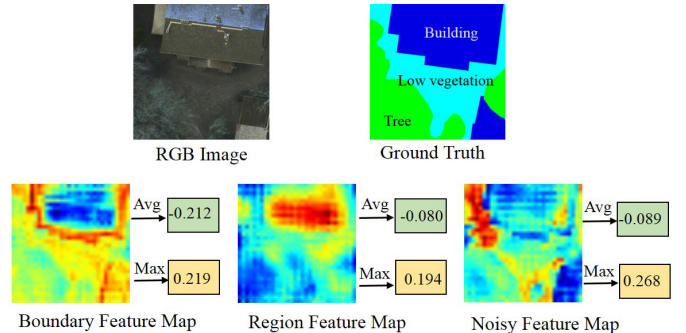 Building
Low vegetation
Tree
RGB Image
Ground Truth
Avg
-0.212
Max
0.219
Boundary Feature Map
Avg
-0.080
Max
0.194
Region Feature Map
Avg
-0.089
Max
0.268
Noisy Feature Map